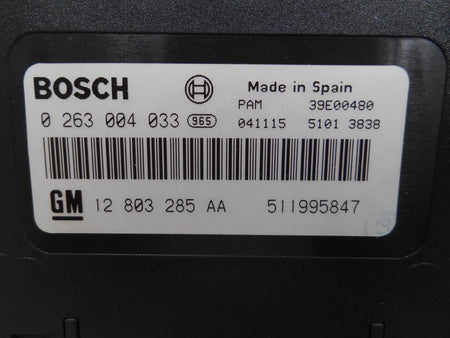 BOSCH Made in Spain
PAM 39E00480
0 263 004 033 965 041115 5101 3838
GM 12 803 285 AA 511995847